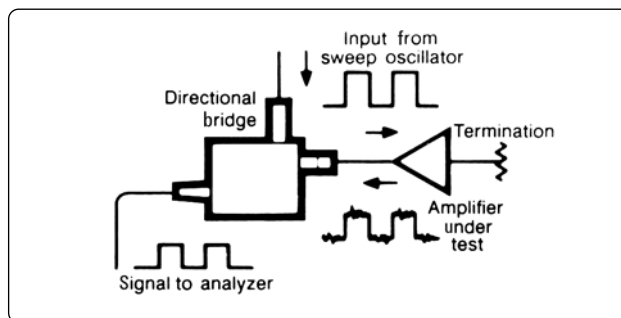 Input from
sweep oscillator
Directional
bridge
Termination
Amplifier
under
test
Signal to analyzer